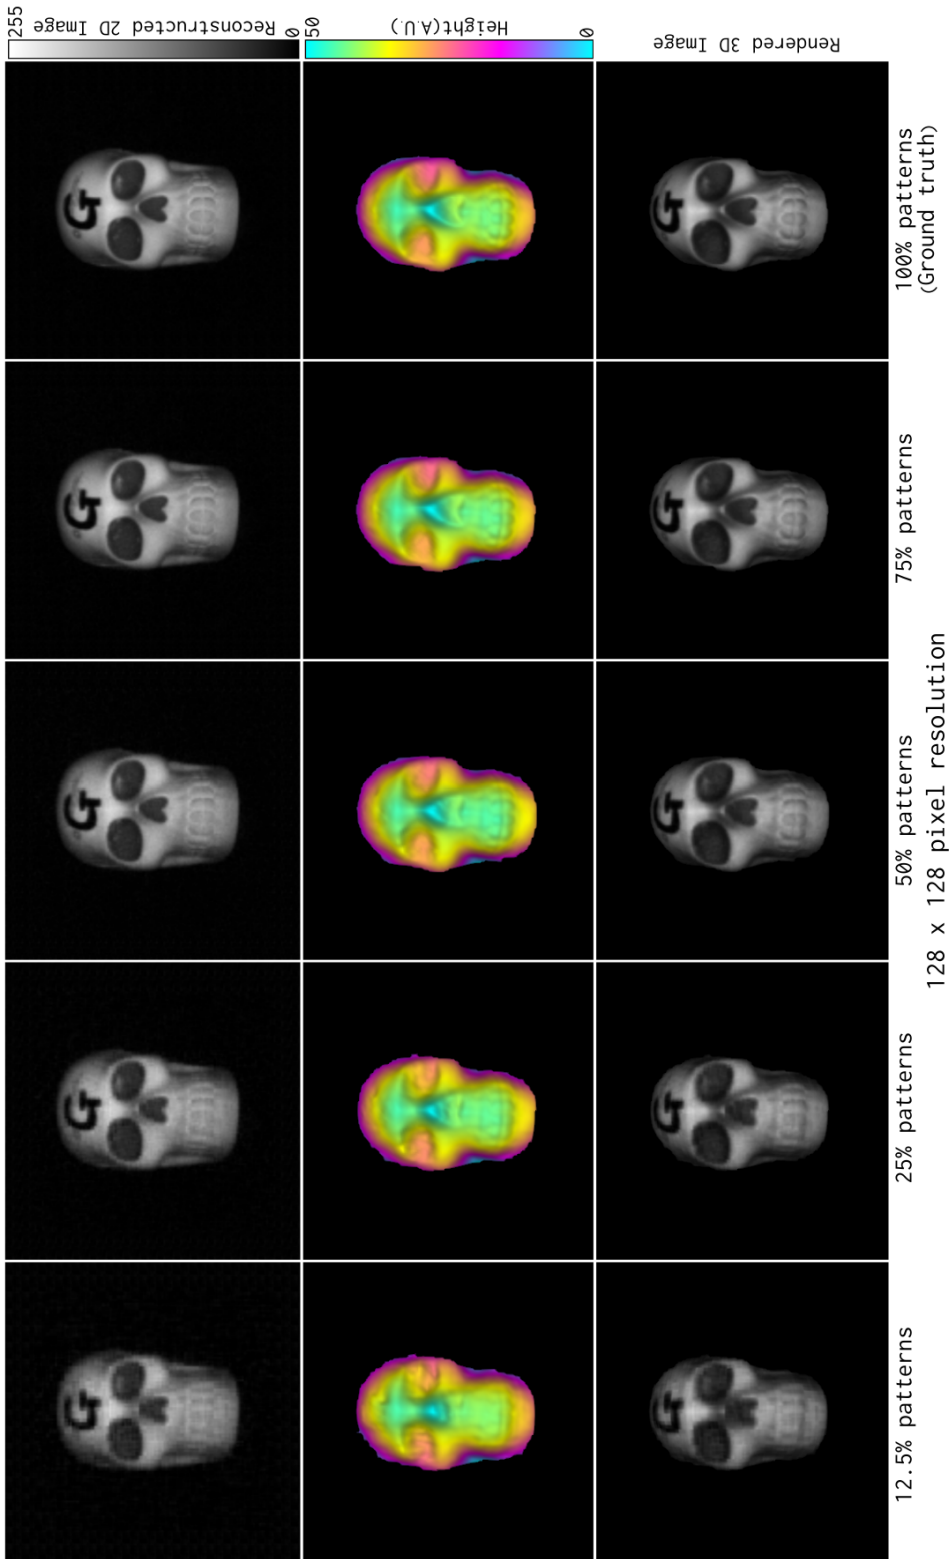 255
Reconstructed 2D Image
0
50
Height(A.U.)
0
Rendered 3D Image
G
G
G
G
G
G
G
G
G
G
100% patterns
(Ground truth)
75% patterns
50% patterns
25% patterns
12.5% patterns
128 x 128 pixel resolution